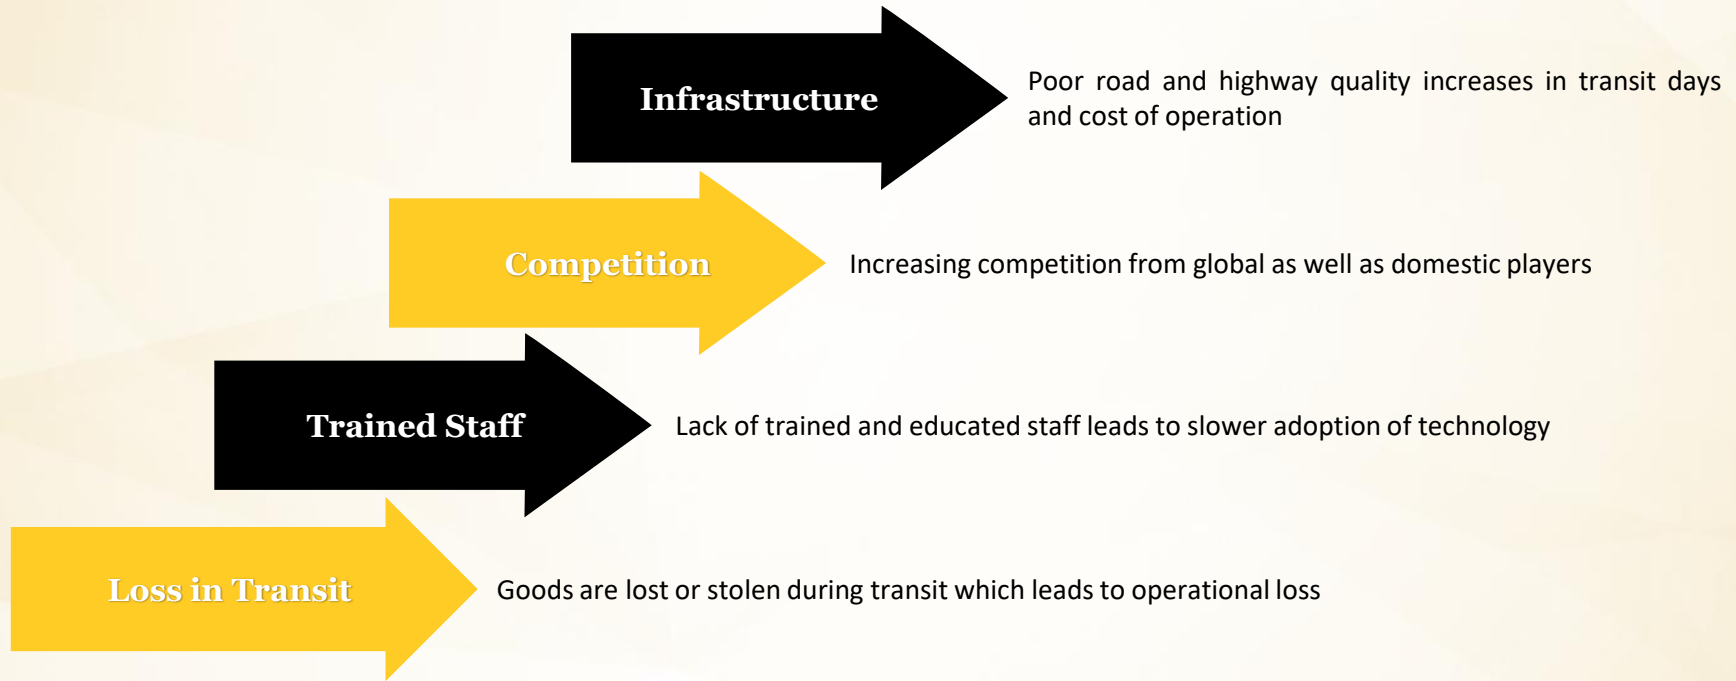 Infrastructure
Poor road and highway quality increases in transit days
and cost of operation
Competition
Increasing competition from global as well as domestic players
Trained Staff
Lack of trained and educated staff leads to slower adoption of technology
Loss in Transit
Goods are lost or stolen during transit which leads to operational loss